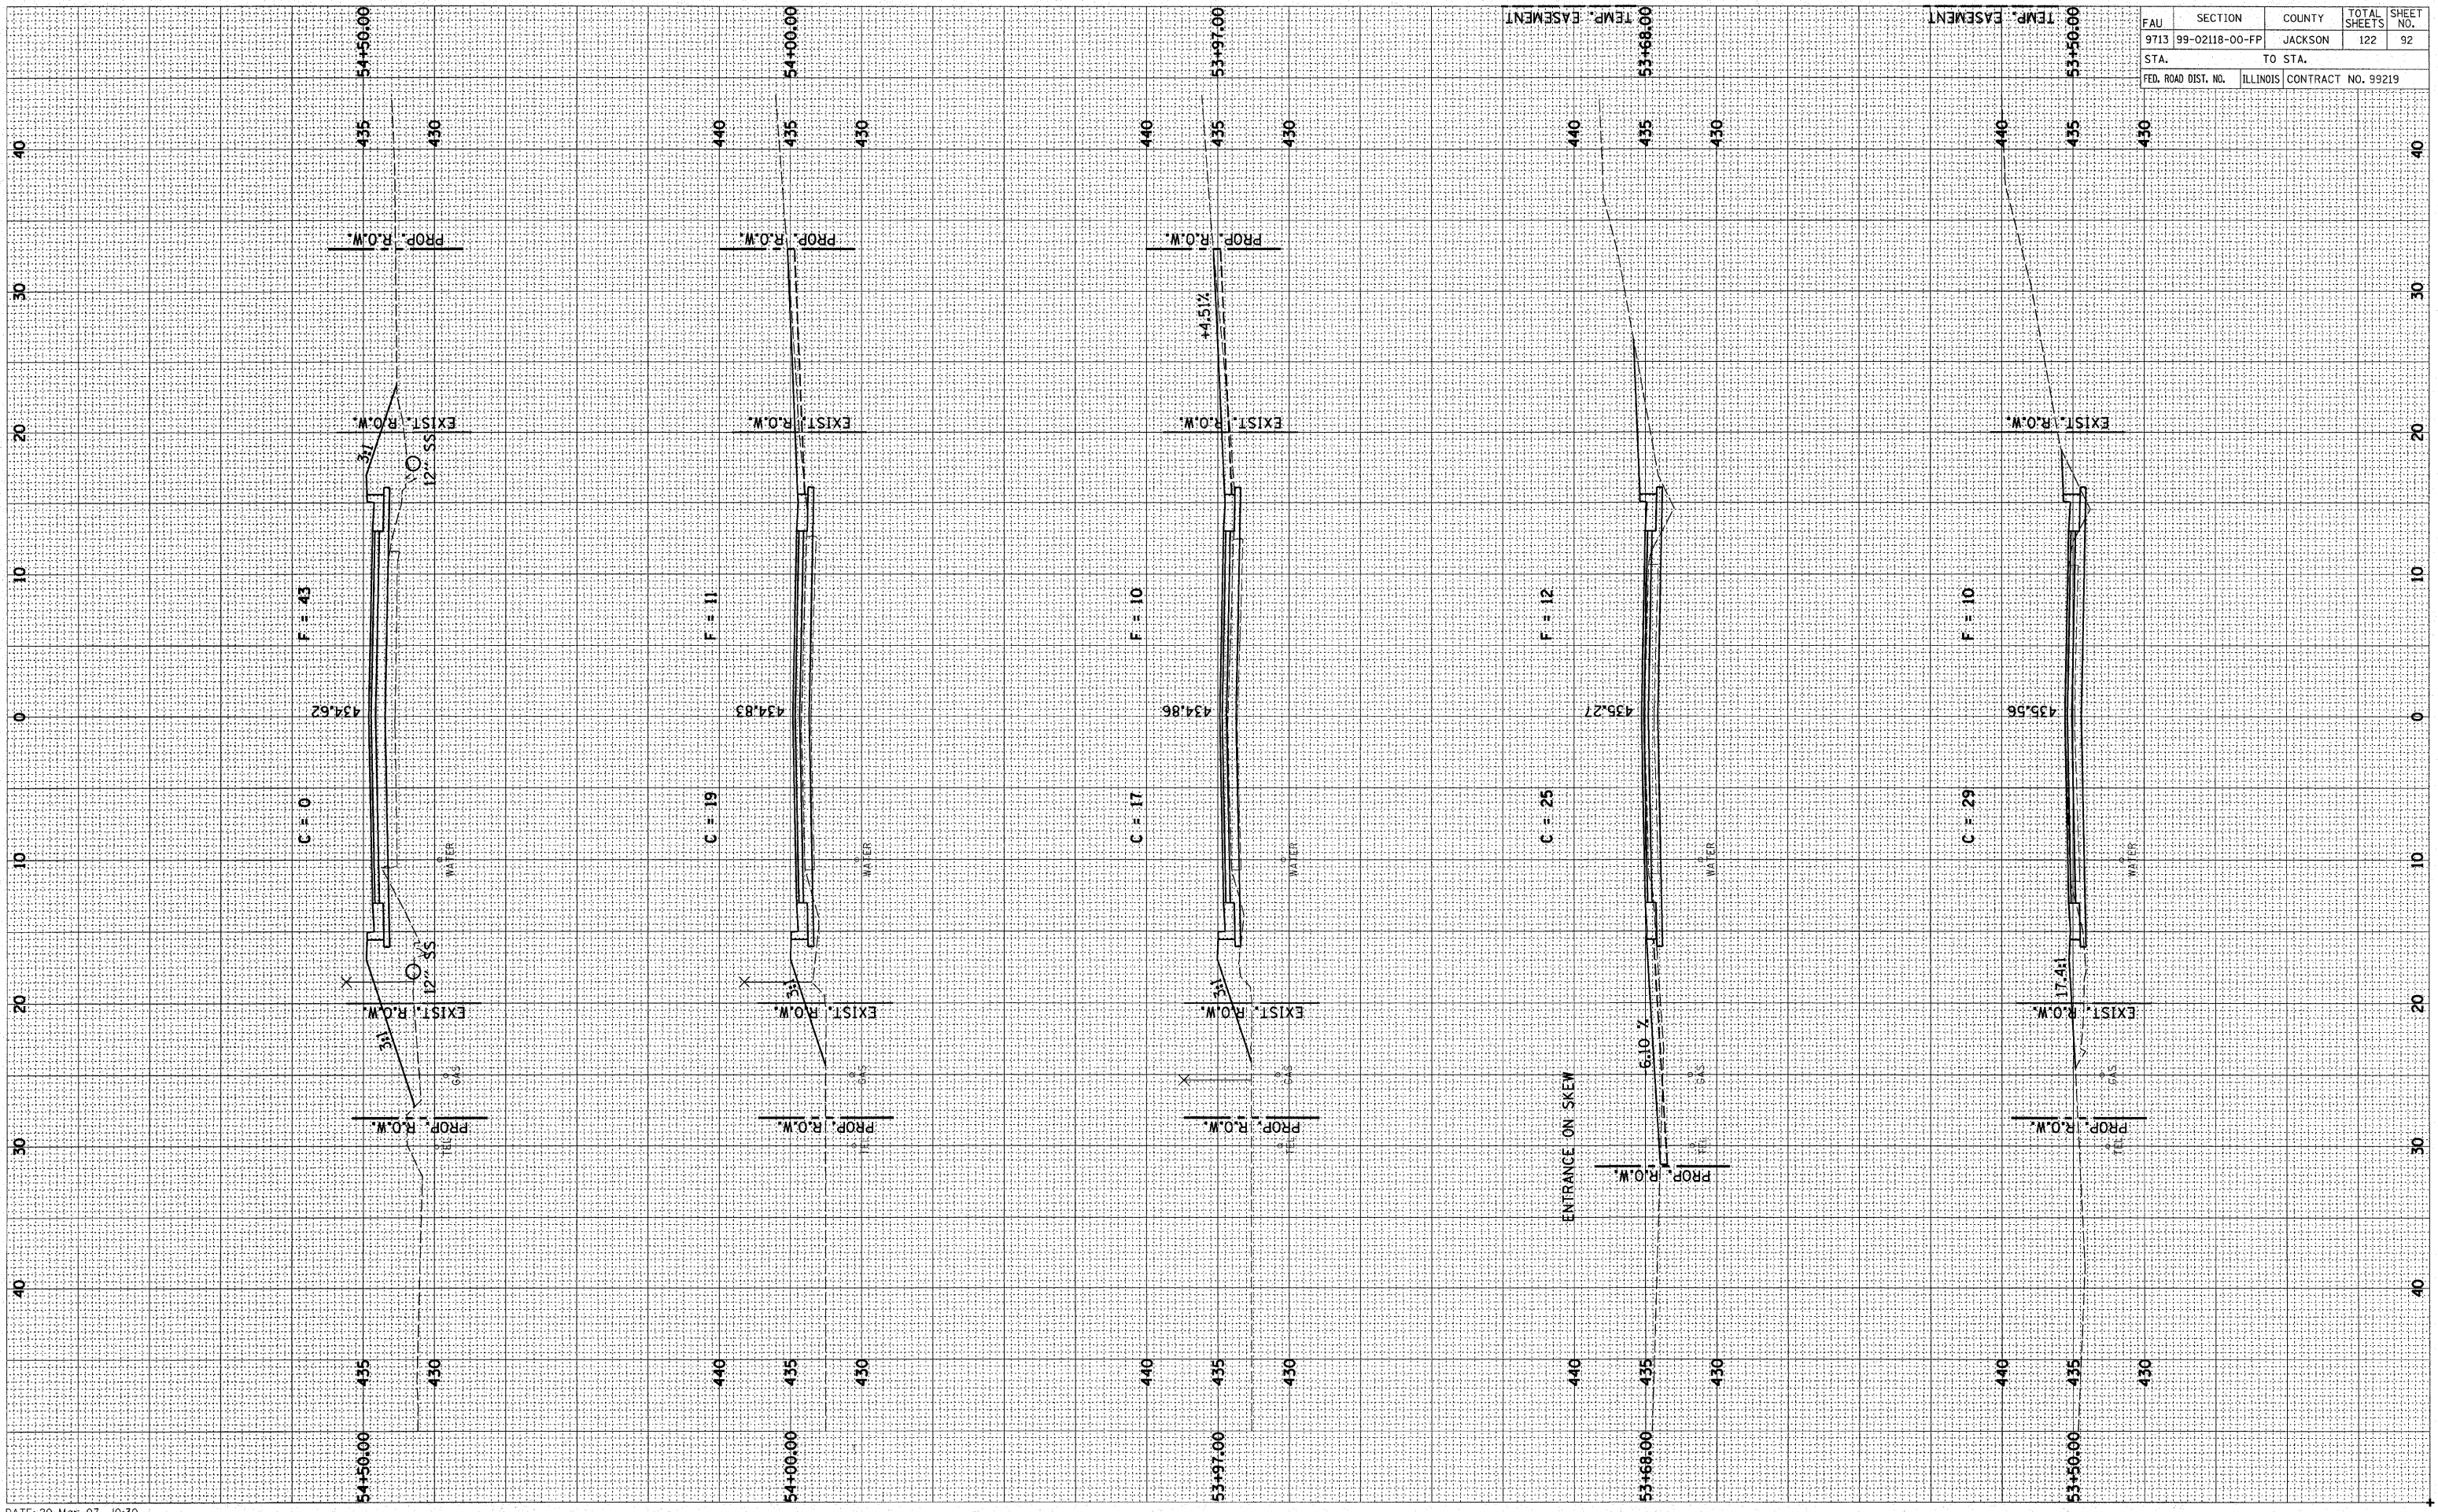 FAU SECTION COUNTY TOTAL SHEETS SHEET NO.
9713 99-02118-00-FP JACKSON 122 92
STA. TO STA.
FED. ROAD DIST. NO. ILLINOIS CONTRACT NO. 99219
54+50.00
435 430
PROP. R.O.W.
EXIST. R.O.W.
3:1
12" SS
F = 43
434.62
C = 0
WATER
12" SS
EXIST. R.O.W.
3:1
GAS
PROP. R.O.W.
TEL
435 430
54+50.00
54+00.00
440 435 430
PROP. R.O.W.
EXIST. R.O.W.
F = 11
434.83
C = 19
WATER
3:1
EXIST. R.O.W.
GAS
PROP. R.O.W.
TEL
440 435 430
54+00.00
53+97.00
440 435 430
PROP. R.O.W.
+4.51%
EXIST. R.O.W.
F = 10
434.86
C = 17
WATER
3:1
EXIST. R.O.W.
GAS
PROP. R.O.W.
TEL
440 435 430
53+97.00
TEMP. EASEMENT
53+68.00
440 435 430
F = 12
435.27
C = 25
WATER
6.10 %
GAS
ENTRANCE ON SKEW
TEL
PROP. R.O.W.
440 435 430
53+68.00
TEMP. EASEMENT
53+50.00
440 435 430
EXIST. R.O.W.
F = 10
435.56
C = 29
WATER
17.4:1
EXIST. R.O.W.
GAS
PROP. R.O.W.
TEL
440 435 430
53+50.00
40 30 20 10 0 10 20 30 40
40 30 20 10 0 10 20 30 40